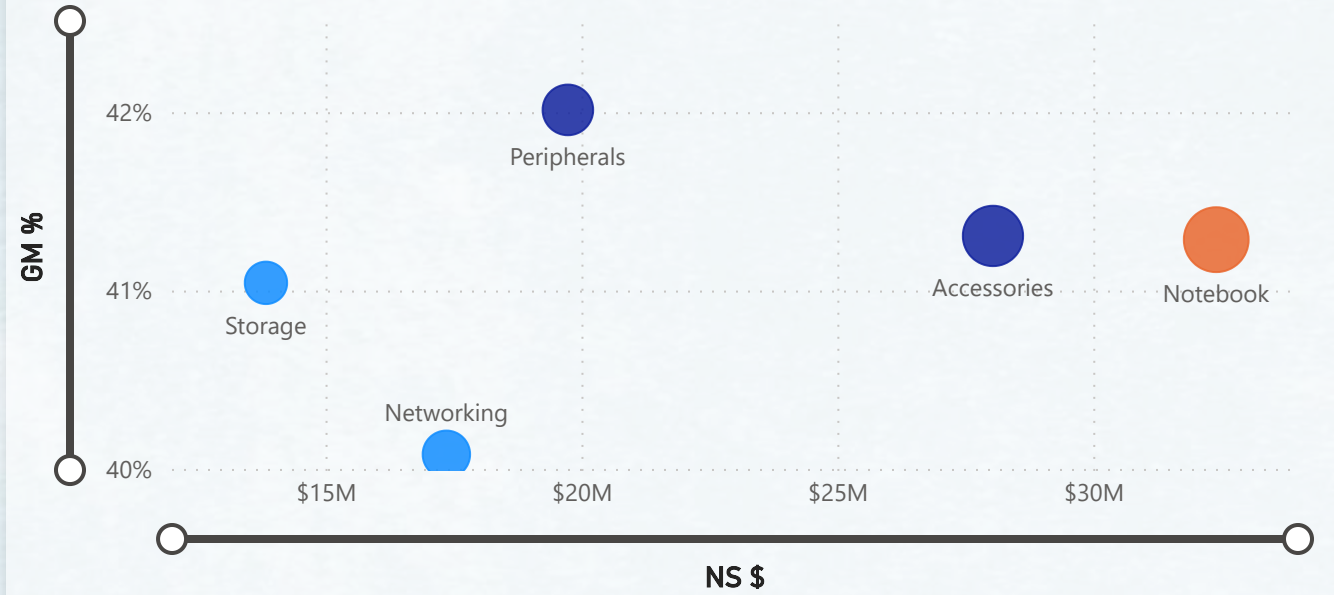 42%
Peripherals
GM %
Accessories
41%
Notebook
Storage
Networking
40%
$15M
$20M
$25M
$30M
NS $